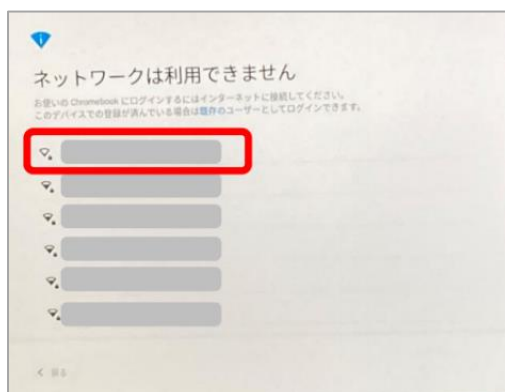 ネットワークは利用できません
お使いの Chromebook にログインするにはインターネットに接続してください。
このデバイスでの登録が済んでいる場合は既存のユーザーとしてログインできます。
戻る